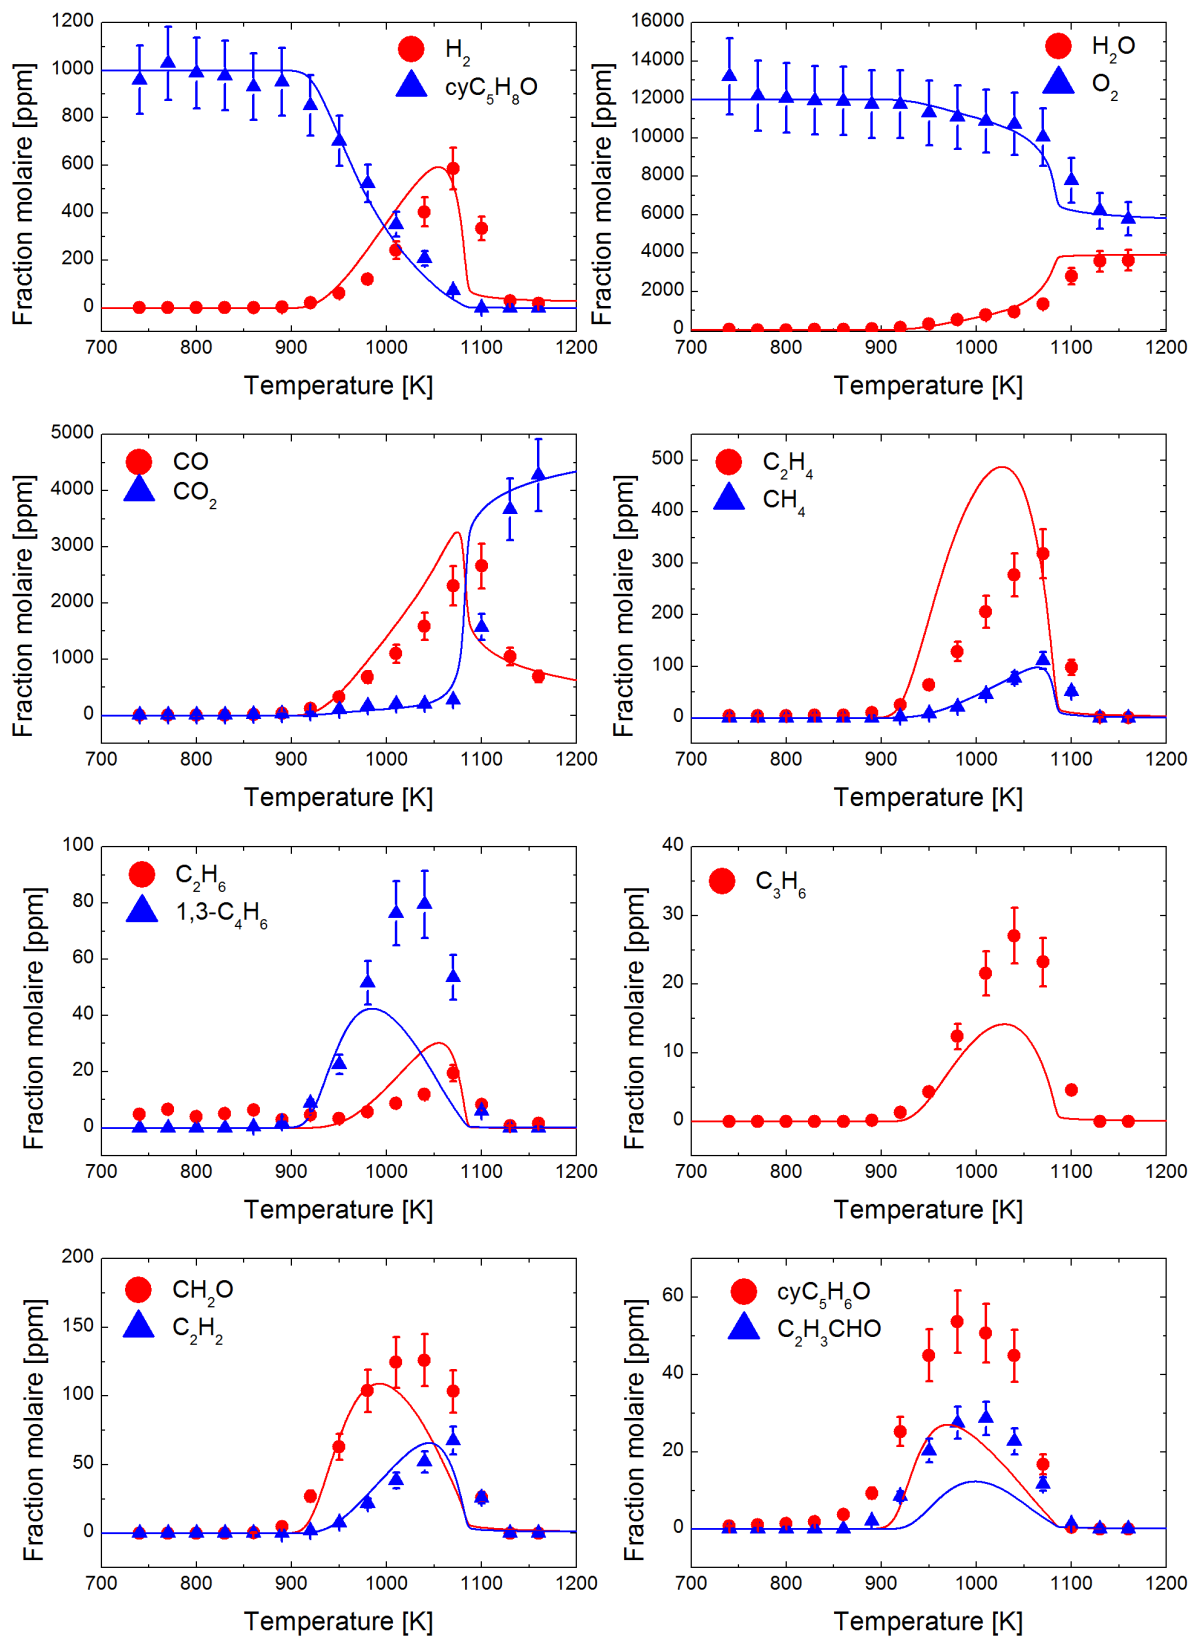 1200
1000
800
600
400
200
0
Fraction molaire [ppm]
H2
cyC5H8O
700 800 900 1000 1100 1200
Temperature [K]
16000
14000
12000
10000
8000
6000
4000
2000
0
Fraction molaire [ppm]
H2O
O2
700 800 900 1000 1100 1200
Temperature [K]
5000
4000
3000
2000
1000
0
Fraction molaire [ppm]
CO
CO2
700 800 900 1000 1100 1200
Temperature [K]
500
400
300
200
100
0
Fraction molaire [ppm]
C2H4
CH4
700 800 900 1000 1100 1200
Temperature [K]
100
80
60
40
20
0
Fraction molaire [ppm]
C2H6
1,3-C4H6
700 800 900 1000 1100 1200
Temperature [K]
40
30
20
10
0
Fraction molaire [ppm]
C3H6
700 800 900 1000 1100 1200
Temperature [K]
200
150
100
50
0
Fraction molaire [ppm]
CH2O
C2H2
700 800 900 1000 1100 1200
Temperature [K]
60
40
20
0
Fraction molaire [ppm]
cyC5H6O
C2H3CHO
700 800 900 1000 1100 1200
Temperature [K]